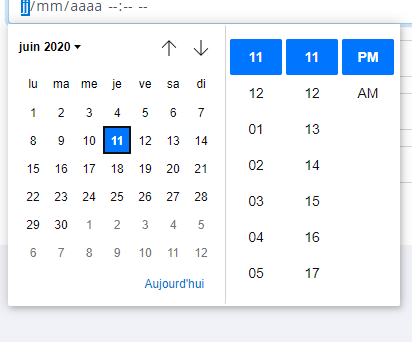 jj/mm/aaaa --:-- --
juin 2020
lu ma me je ve sa di
1 2 3 4 5 6 7
8 9 10 11 12 13 14
15 16 17 18 19 20 21
22 23 24 25 26 27 28
29 30 1 2 3 4 5
6 7 8 9 10 11 12
Aujourd'hui
11 11 PM
12 12 AM
01 13
02 14
03 15
04 16
05 17